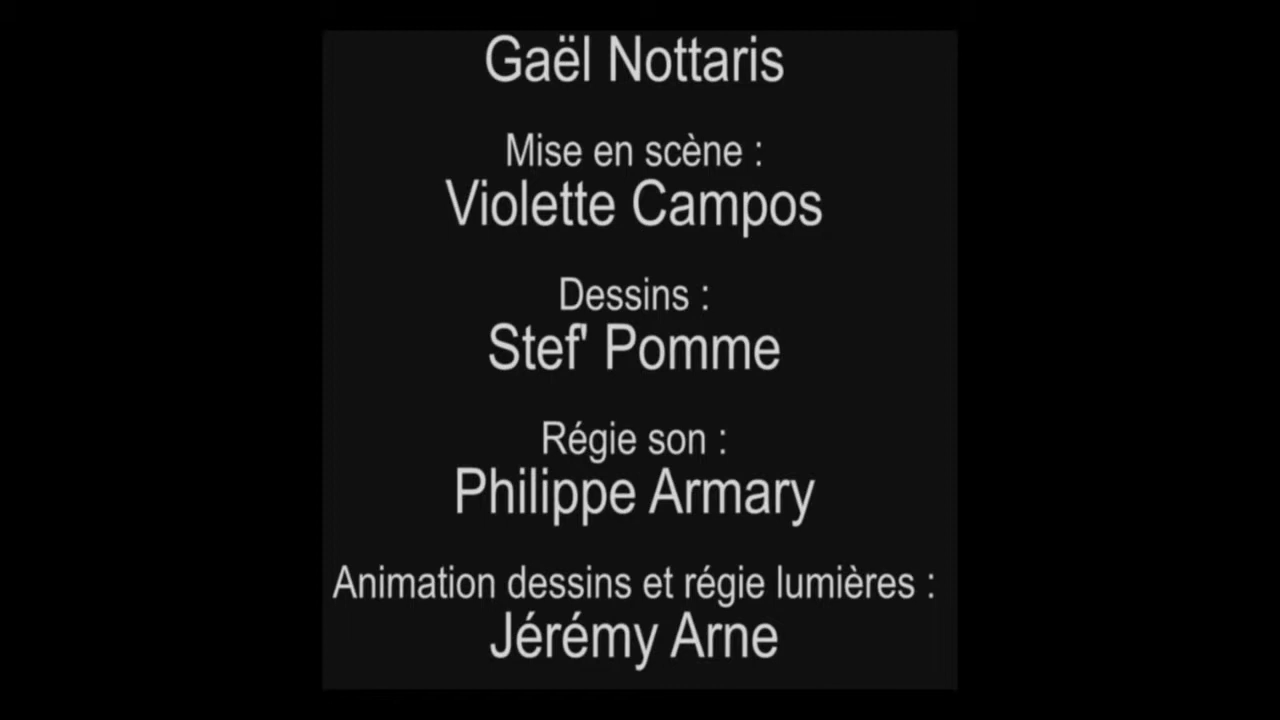 Gaël Nottaris
Mise en scène :
Violette Campos
Dessins :
Stef' Pomme
Régie son :
Philippe Armary
Animation dessins et régie lumières :
Jérémy Arne